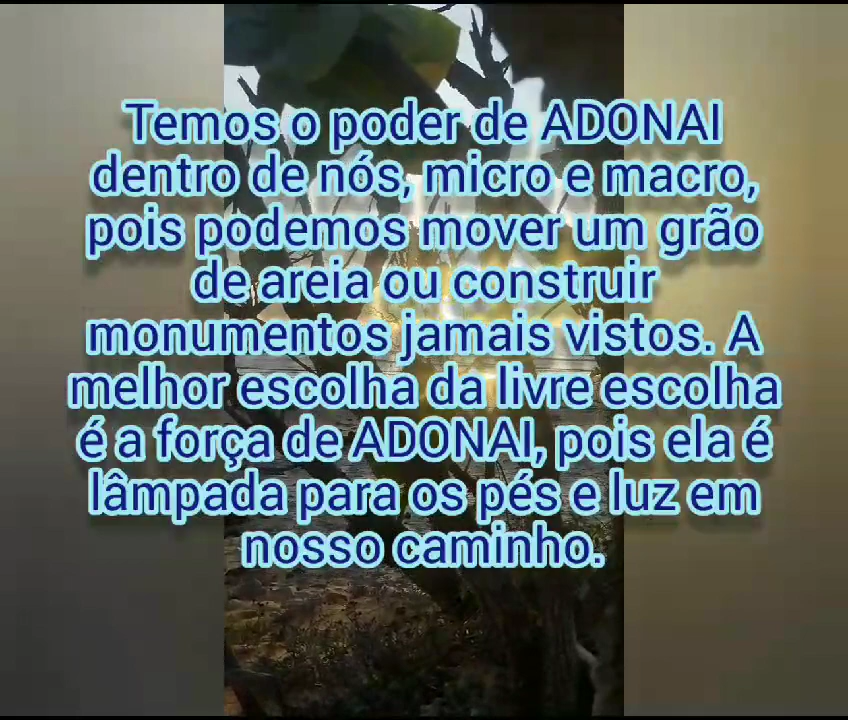 Temos o poder de ADONAI
dentro de nós, micro e macro,
pois podemos mover um grão
de areia ou construir
monumentos jamais vistos. A
melhor escolha da livre escolha
é a força de ADONAI, pois ela é
lâmpada para os pés e luz em
nosso caminho.